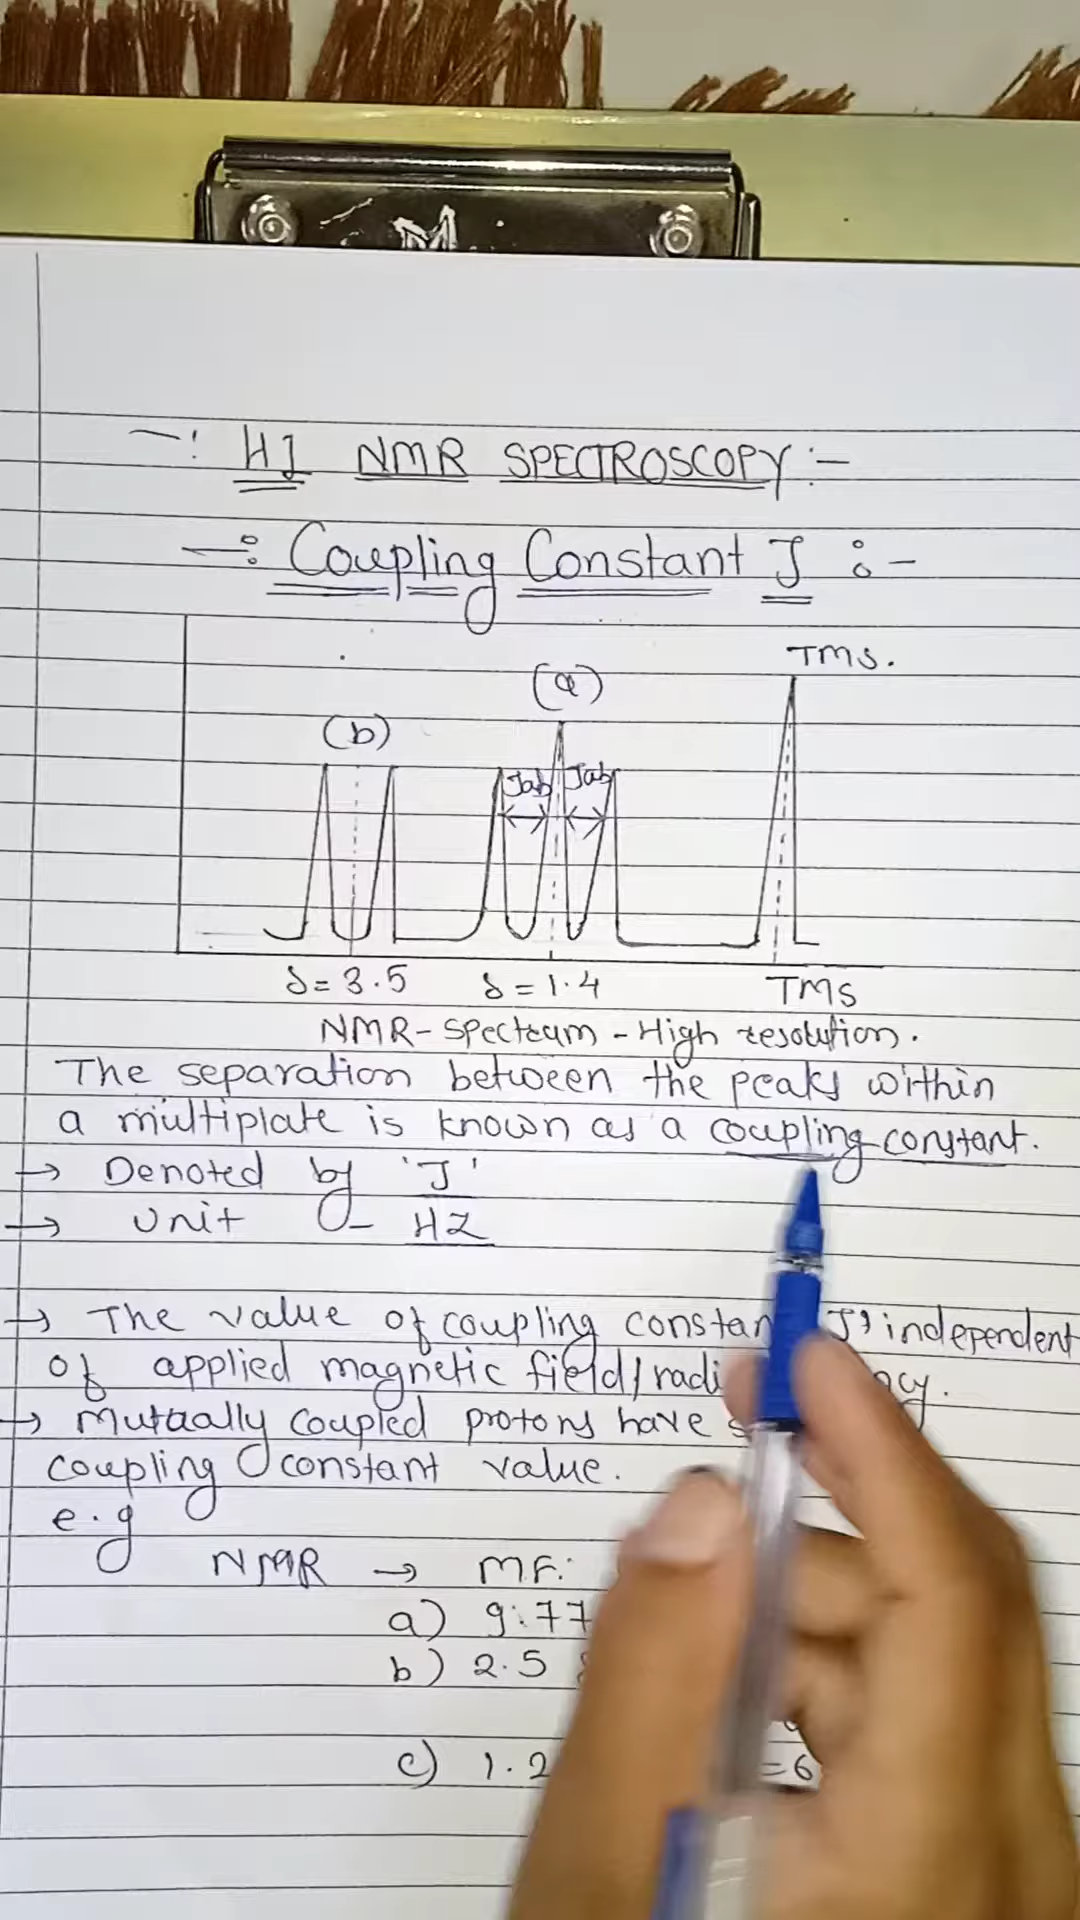 -: H1 NMR SPECTROSCOPY :-
-: Coupling Constant J :-
TMS.
(a)
(b)
Jab Jab
δ = 3.5 δ = 1.4 TMS
NMR - Spectrum - High resolution.
The separation between the peaks within
a multiplate is known as a coupling constant.
→ Denoted by 'J'
→ Unit - HZ
→ The value of coupling constant J' independent
of applied magnetic field/
→ Mutually coupled protons have
coupling constant value.
e.g
NMR → MF:
a) 9.77
b) 2.5
c) 1.2 =6